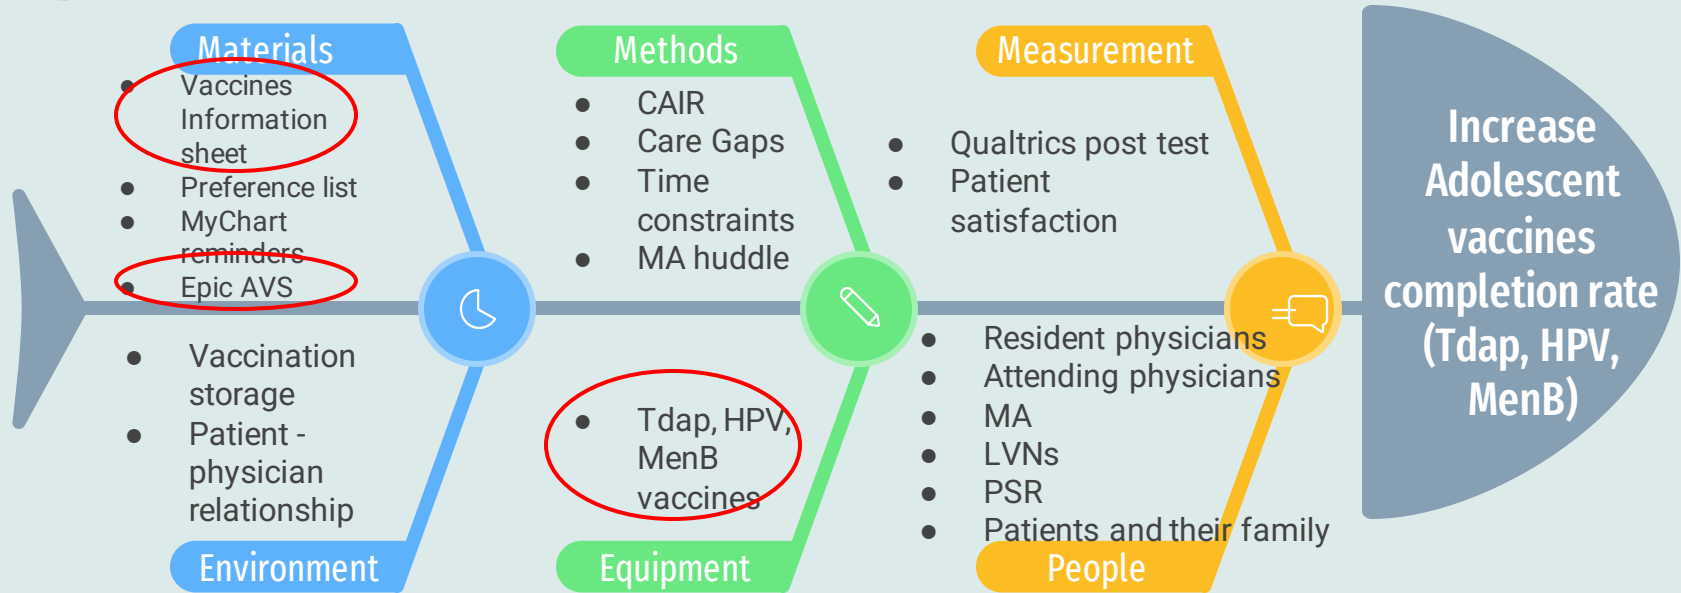 Materials
● Vaccines
Information
sheet
● Preference list
● MyChart
reminders
● Epic AVS
Methods
● CAIR
● Care Gaps
● Time
constraints
● MA huddle
Measurement
● Qualtrics post test
● Patient
satisfaction
● Vaccination
storage
● Patient -
physician
relationship
Environment
● Tdap, HPV,
MenB
vaccines
Equipment
● Resident physicians
● Attending physicians
● MA
● LVNs
● PSR
● Patients and their family
People
Increase
Adolescent
vaccines
completion rate
(Tdap, HPV,
MenB)